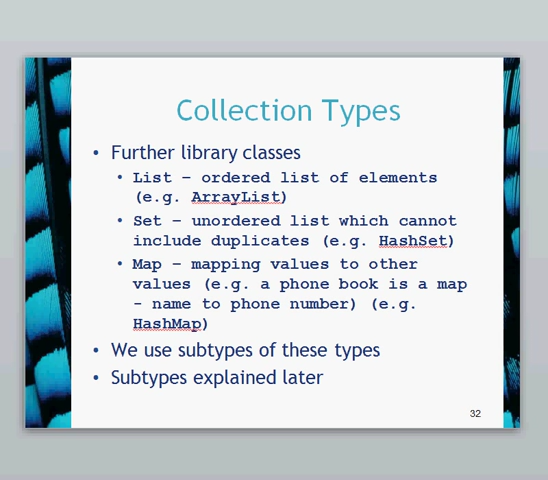 Collection Types
• Further library classes
• List – ordered list of elements
(e.g. ArrayList)
• Set – unordered list which cannot
include duplicates (e.g. HashSet)
• Map – mapping values to other
values (e.g. a phone book is a map
- name to phone number) (e.g.
HashMap)
• We use subtypes of these types
• Subtypes explained later
32